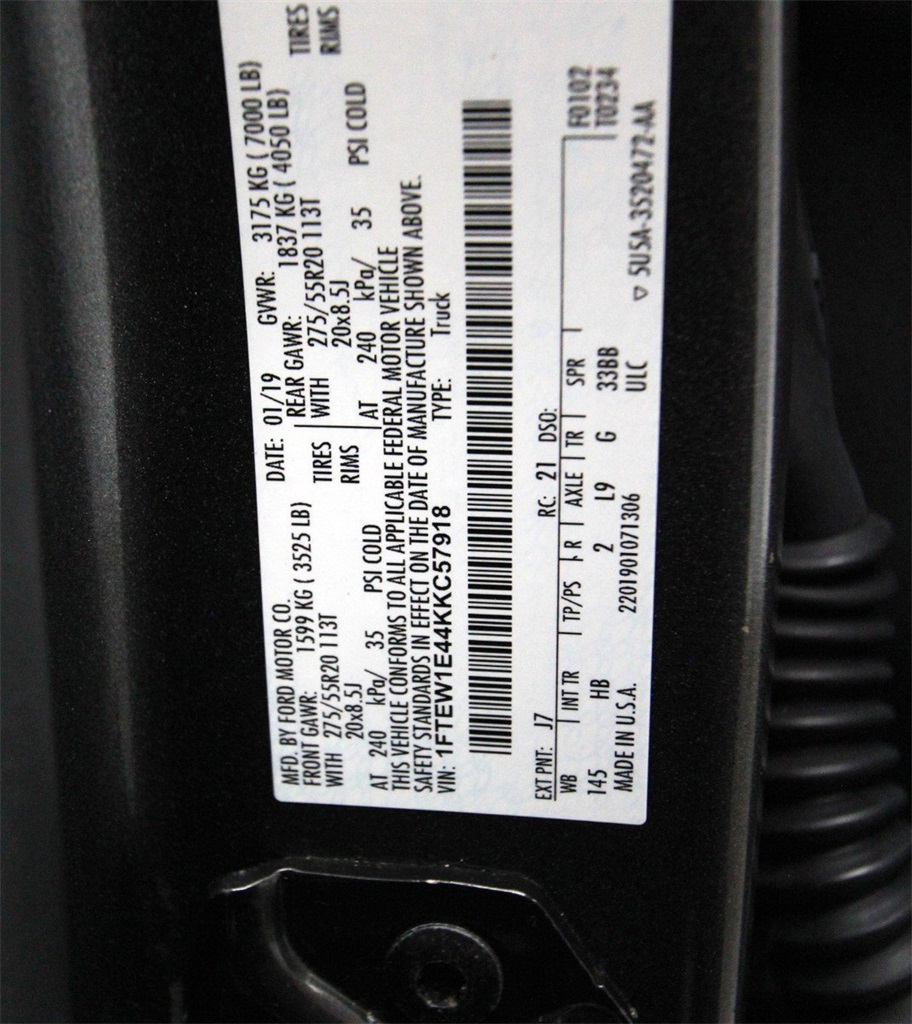 MFD. BY FORD MOTOR CO.
DATE: 01/19 GVWR: 3175 KG ( 7000 LB)
FRONT GAWR: 1599 KG ( 3525 LB)
REAR GAWR: 1837 KG ( 4050 LB)
WITH 275/55R20 113T TIRES WITH 275/55R20 113T TIRES
20x8.5J RIMS 20x8.5J RIMS
AT 240 kPa/ 35 PSI COLD AT 240 kPa/ 35 PSI COLD
THIS VEHICLE CONFORMS TO ALL APPLICABLE FEDERAL MOTOR VEHICLE
SAFETY STANDARDS IN EFFECT ON THE DATE OF MANUFACTURE SHOWN ABOVE.
VIN: 1FTEW1E44KKC57918 TYPE: Truck
EXT PNT: J7 RC: 21 DSO:
WB INT TR TP/PS R AXLE TR SPR F0102
145 HB 2 L9 G 33BB T0234
MADE IN U.S.A. 2201901071306 ULC
▽ 5U5A-3520472-AA